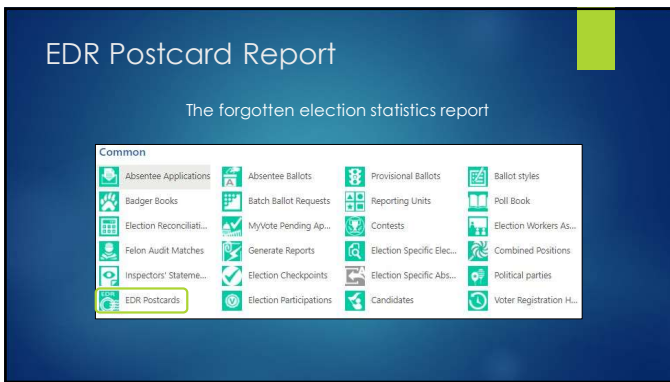 EDR Postcard Report
The forgotten election statistics report
Common
Absentee Applications Absentee Ballots Provisional Ballots Ballot styles
Badger Books Batch Ballot Requests Reporting Units Poll Book
Election Reconciliati... MyVote Pending Ap... Contests Election Workers As...
Felon Audit Matches Generate Reports Election Specific Elec... Combined Positions
Inspectors' Stateme... Election Checkpoints Election Specific Abs... Political parties
EDR Postcards Election Participations Candidates Voter Registration H...